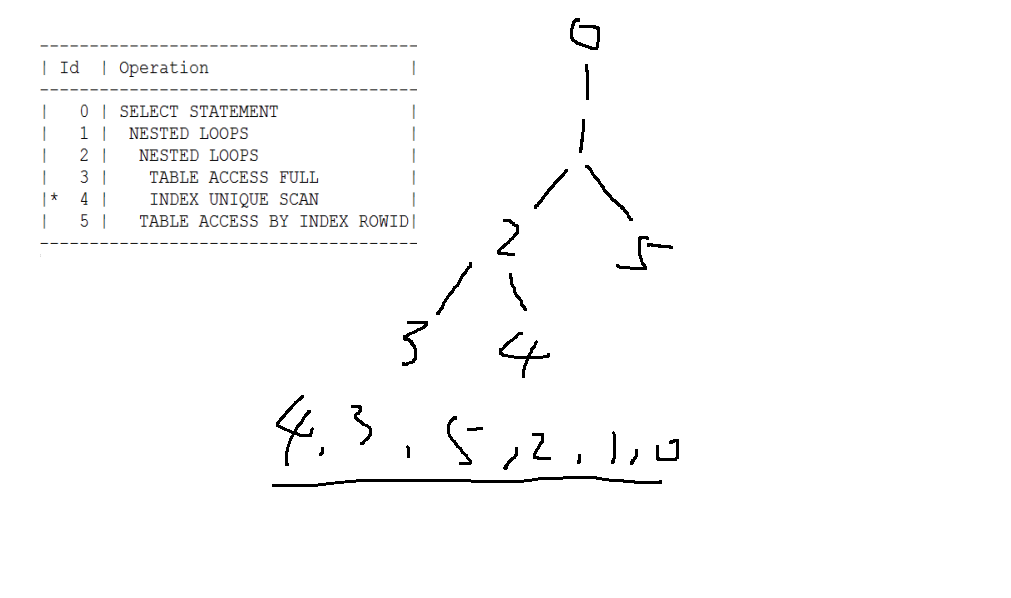 ---------------------------------------
| Id | Operation |
---------------------------------------
| 0 | SELECT STATEMENT |
| 1 | NESTED LOOPS |
| 2 | NESTED LOOPS |
| 3 | TABLE ACCESS FULL |
|* 4 | INDEX UNIQUE SCAN |
| 5 | TABLE ACCESS BY INDEX ROWID|
---------------------------------------
0
1
2 5
3 4
4, 3, 5, 2, 1, 0